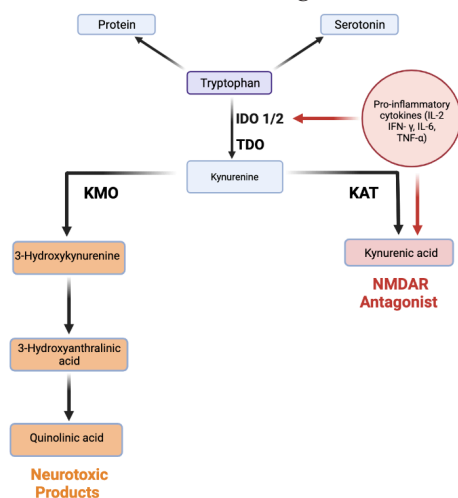 Protein
Serotonin
Tryptophan
IDO 1/2
TDO
Pro-inflammatory
cytokines (IL-2
IFN- γ, IL-6,
TNF-α)
Kynurenine
KMO
KAT
3-Hydroxykynurenine
Kynurenic acid
NMDAR
Antagonist
3-Hydroxyanthralinic
acid
Quinolinic acid
Neurotoxic
Products